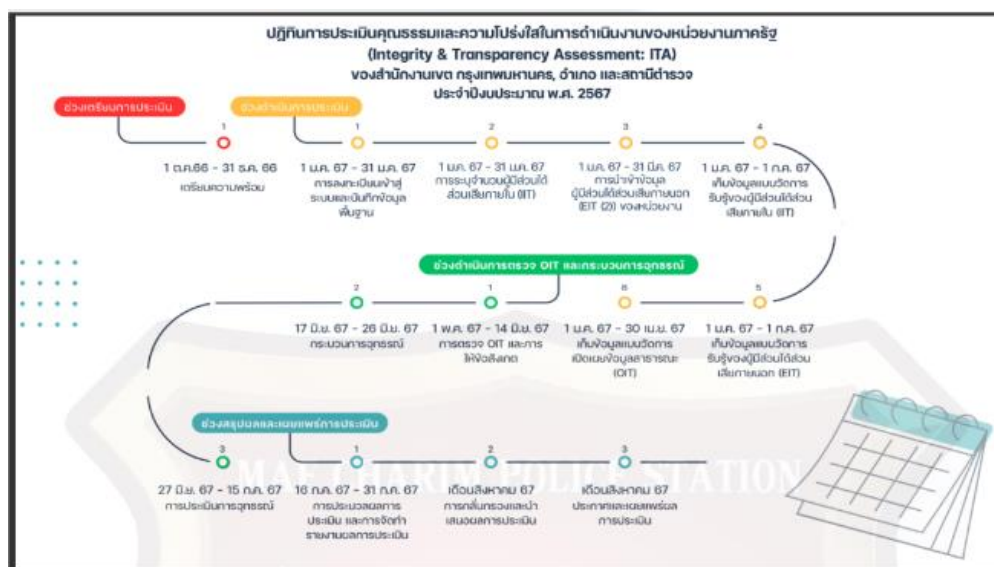 ปฏิทินการประเมินคุณธรรมและความโปร่งใสในการดำเนินงานของหน่วยงานภาครัฐ
(Integrity & Transparency Assessment: ITA)
ของสำนักงานเขต กรุงเทพมหานคร, อำเภอ และสถานีตำรวจ
ประจำปีงบประมาณ พ.ศ. 2567
ช่วงเตรียมการประเมิน
1
1 ต.ค.66 - 31 ธ.ค. 66
เตรียมความพร้อม
ช่วงดำเนินการประเมิน
1
1 ม.ค. 67 - 31 ม.ค. 67
การลงทะเบียนเข้าสู่
ระบบและบันทึกข้อมูล
พื้นฐาน
2
1 ม.ค. 67 - 31 ม.ค. 67
การระบุจำนวนผู้มีส่วนได้
ส่วนเสียภายใน (IIT)
3
1 ม.ค. 67 - 31 มี.ค. 67
การนำเข้าข้อมูล
ผู้มีส่วนได้ส่วนเสียภายนอก
(EIT (2)) ของหน่วยงาน
4
1 ม.ค. 67 - 1 ก.ค. 67
เก็บข้อมูลแบบวัดการ
รับรู้ของผู้มีส่วนได้ส่วน
เสียภายใน (IIT)
5
1 ม.ค. 67 - 1 ก.ค. 67
เก็บข้อมูลแบบวัดการ
รับรู้ของผู้มีส่วนได้ส่วน
เสียภายนอก (EIT)
6
1 ม.ค. 67 - 30 เม.ย. 67
เก็บข้อมูลแบบวัดการ
เปิดเผยข้อมูลสาธารณะ
(OIT)
ช่วงดำเนินการตรวจ OIT และกระบวนการอุทธรณ์
1
1 พ.ค. 67 - 14 มิ.ย. 67
การตรวจ OIT และการ
ให้ข้อสังเกต
2
17 มิ.ย. 67 - 26 มิ.ย. 67
กระบวนการอุทธรณ์
3
27 มิ.ย. 67 - 15 ก.ค. 67
การประเมินการอุทธรณ์
ช่วงสรุปผลและเผยแพร่การประเมิน
1
16 ก.ค. 67 - 31 ก.ค. 67
การประมวลผลการ
ประเมิน และการจัดทำ
รายงานผลการประเมิน
2
เดือนสิงหาคม 67
การกลั่นกรองและนำ
เสนอผลการประเมิน
3
เดือนสิงหาคม 67
ประกาศและเผยแพร่ผล
การประเมิน
POLICE STATION